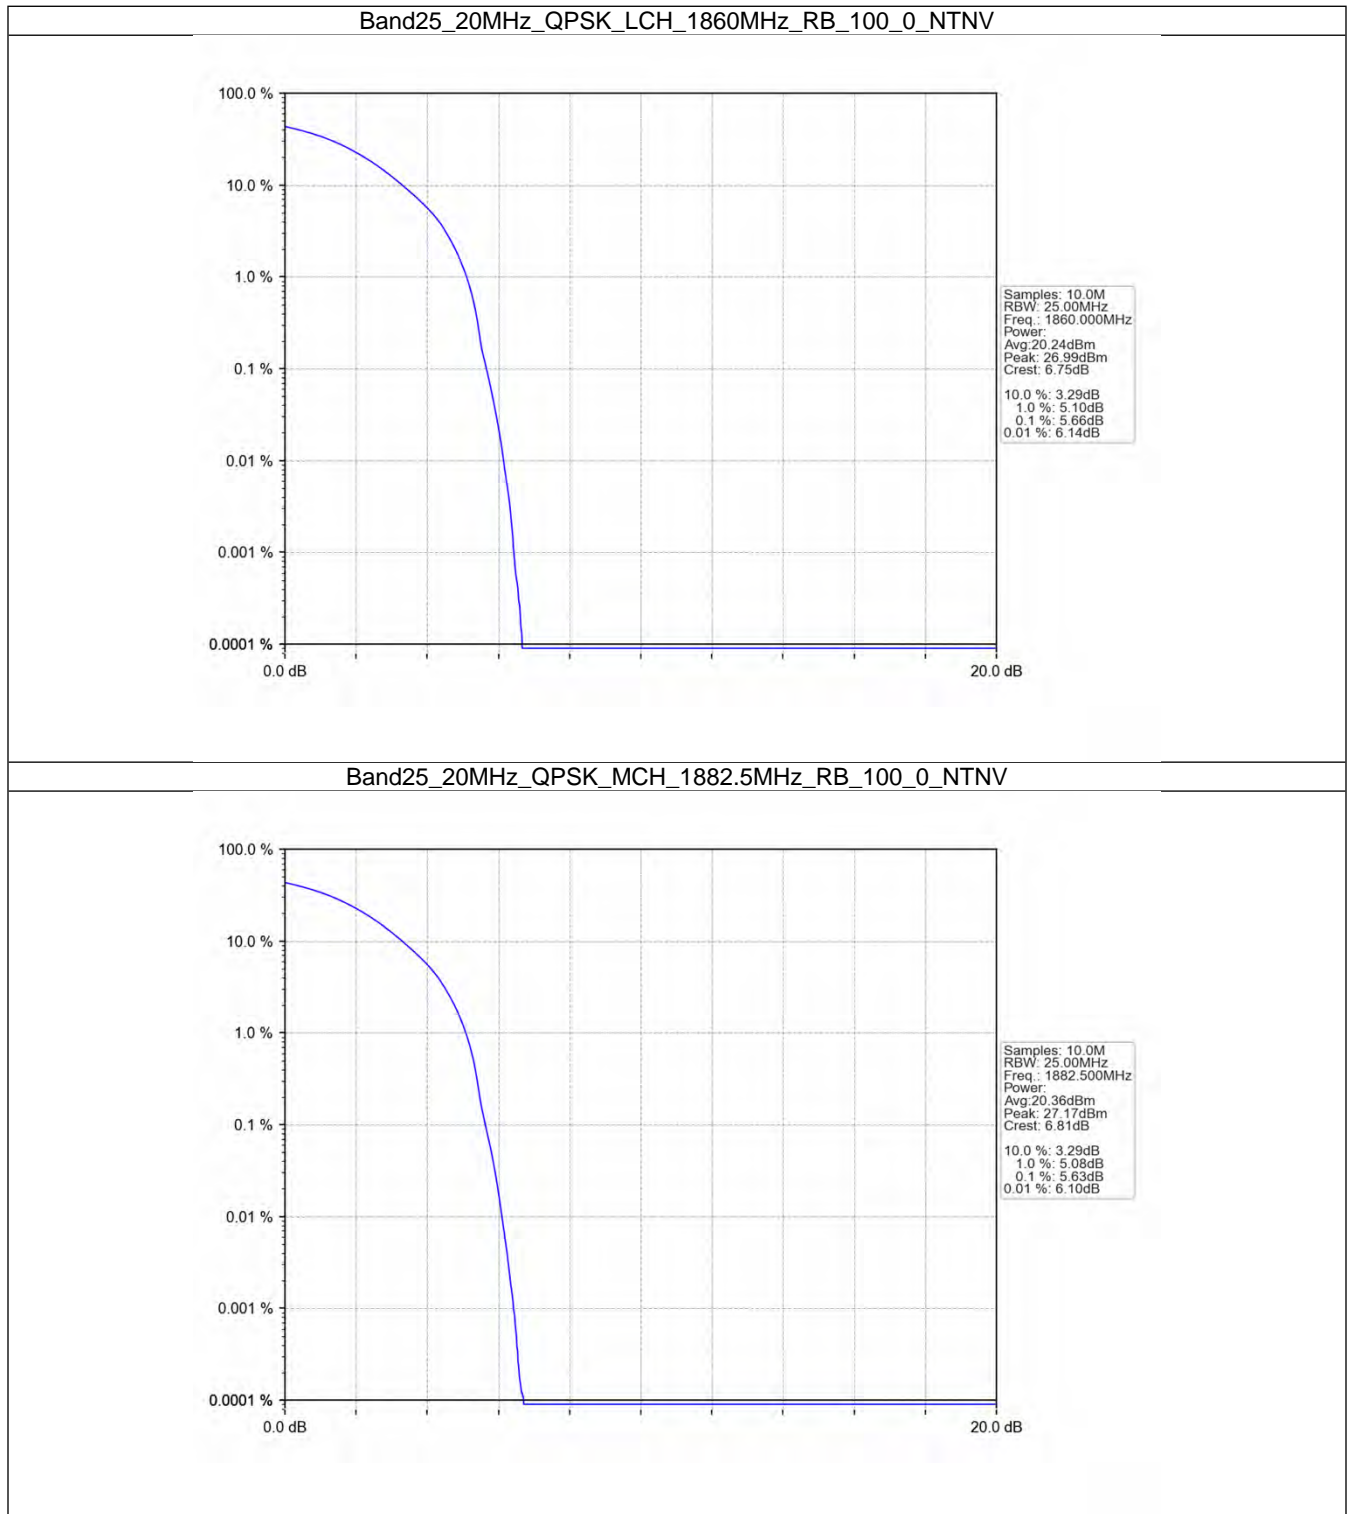 Band25_20MHz_QPSK_LCH_1860MHz_RB_100_0_NTNV
100.0 %
10.0 %
1.0 %
0.1 %
0.01 %
0.001 %
0.0001 %
0.0 dB
20.0 dB
Samples: 10.0M
RBW: 25.00MHz
Freq.: 1860.000MHz
Power:
Avg:20.24dBm
Peak: 26.99dBm
Crest: 6.75dB
10.0 %: 3.29dB
1.0 %: 5.10dB
0.1 %: 5.66dB
0.01 %: 6.14dB
Band25_20MHz_QPSK_MCH_1882.5MHz_RB_100_0_NTNV
100.0 %
10.0 %
1.0 %
0.1 %
0.01 %
0.001 %
0.0001 %
0.0 dB
20.0 dB
Samples: 10.0M
RBW: 25.00MHz
Freq.: 1882.500MHz
Power:
Avg:20.36dBm
Peak: 27.17dBm
Crest: 6.81dB
10.0 %: 3.29dB
1.0 %: 5.08dB
0.1 %: 5.63dB
0.01 %: 6.10dB